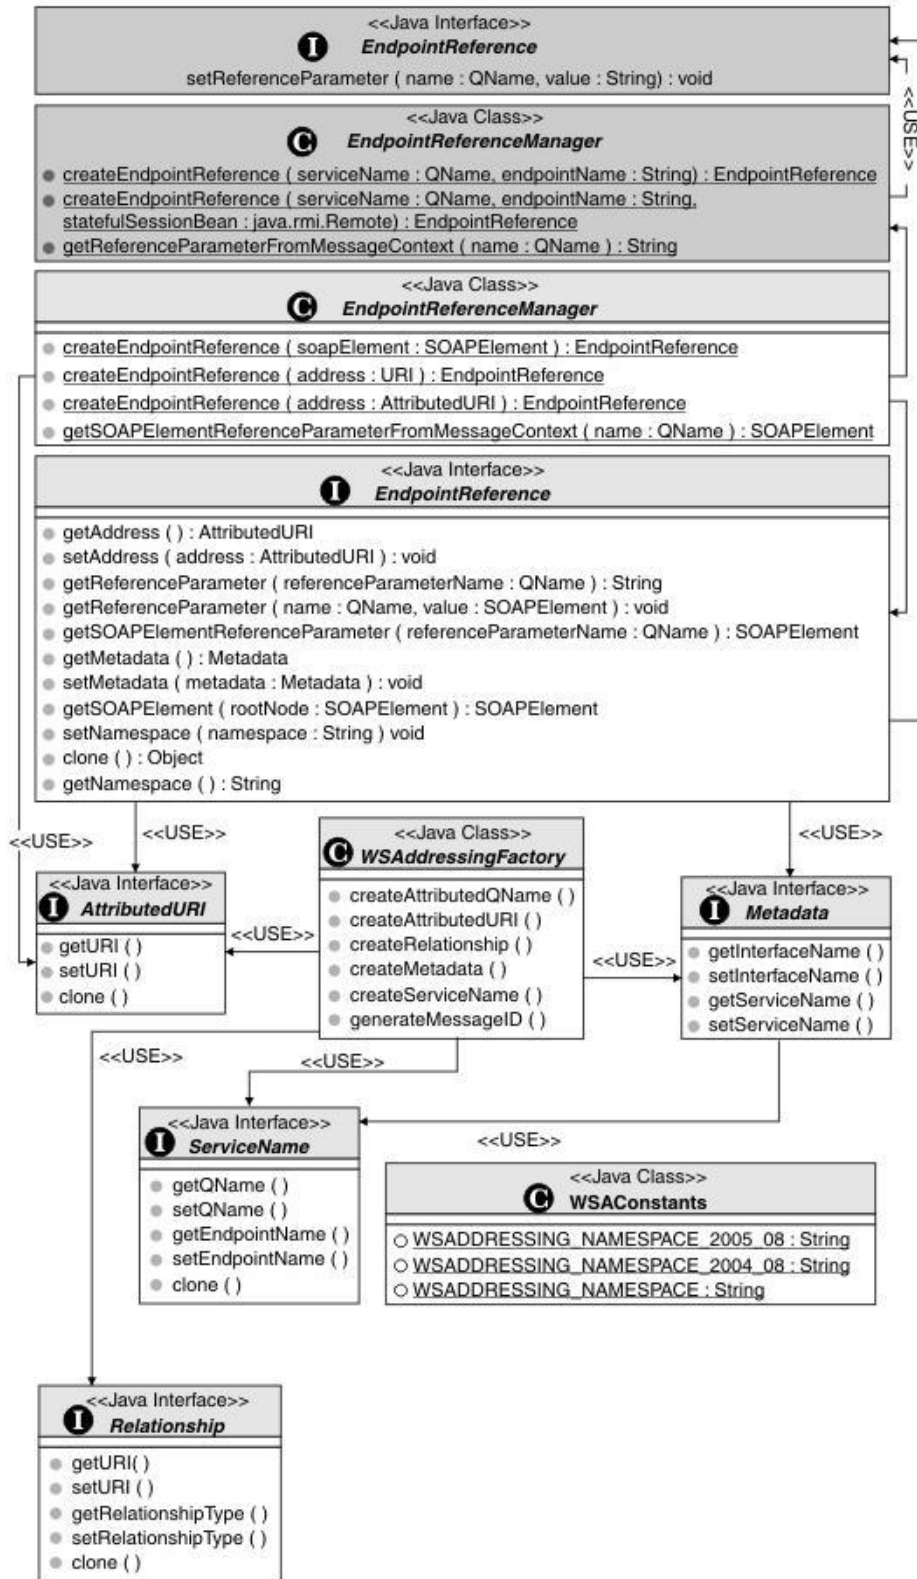 <<Java Interface>>
I EndpointReference
setReferenceParameter ( name : QName, value : String) : void
<<USE>>
<<Java Class>>
C EndpointReferenceManager
createEndpointReference ( serviceName : QName, endpointName : String) : EndpointReference
createEndpointReference ( serviceName : QName, endpointName : String,
statefulSessionBean : java.rmi.Remote) : EndpointReference
getReferenceParameterFromMessageContext ( name : QName ) : String
<<USE>>
<<Java Class>>
C EndpointReferenceManager
createEndpointReference ( soapElement : SOAPElement ) : EndpointReference
createEndpointReference ( address : URI ) : EndpointReference
createEndpointReference ( address : AttributedURI ) : EndpointReference
getSOAPElementReferenceParameterFromMessageContext ( name : QName ) : SOAPElement
<<Java Interface>>
I EndpointReference
getAddress ( ) : AttributedURI
setAddress ( address : AttributedURI ) : void
getReferenceParameter ( referenceParameterName : QName ) : String
getReferenceParameter ( name : QName, value : SOAPElement ) : void
getSOAPElementReferenceParameter ( referenceParameterName : QName ) : SOAPElement
getMetadata ( ) : Metadata
setMetadata ( metadata : Metadata ) : void
getSOAPElement ( rootNode : SOAPElement ) : SOAPElement
setNamespace ( namespace : String ) void
clone ( ) : Object
getNamespace ( ) : String
<<USE>>
<<USE>>
<<USE>>
<<Java Class>>
C WSAddressingFactory
createAttributedQName ( )
createAttributedURI ( )
createRelationship ( )
createMetadata ( )
createServiceName ( )
generateMessageID ( )
<<Java Interface>>
I AttributedURI
getURI ( )
setURI ( )
clone ( )
<<USE>>
<<USE>>
<<Java Interface>>
I Metadata
getInterfaceName ( )
setInterfaceName ( )
getServiceName ( )
setServiceName ( )
<<USE>>
<<USE>>
<<USE>>
<<Java Interface>>
I ServiceName
getQName ( )
setQName ( )
getEndpointName ( )
setEndpointName ( )
clone ( )
<<Java Class>>
C WSAConstants
WSADDRESSING_NAMESPACE_2005_08 : String
WSADDRESSING_NAMESPACE_2004_08 : String
WSADDRESSING_NAMESPACE : String
<<Java Interface>>
I Relationship
getURI( )
setURI ( )
getRelationshipType ( )
setRelationshipType ( )
clone ( )